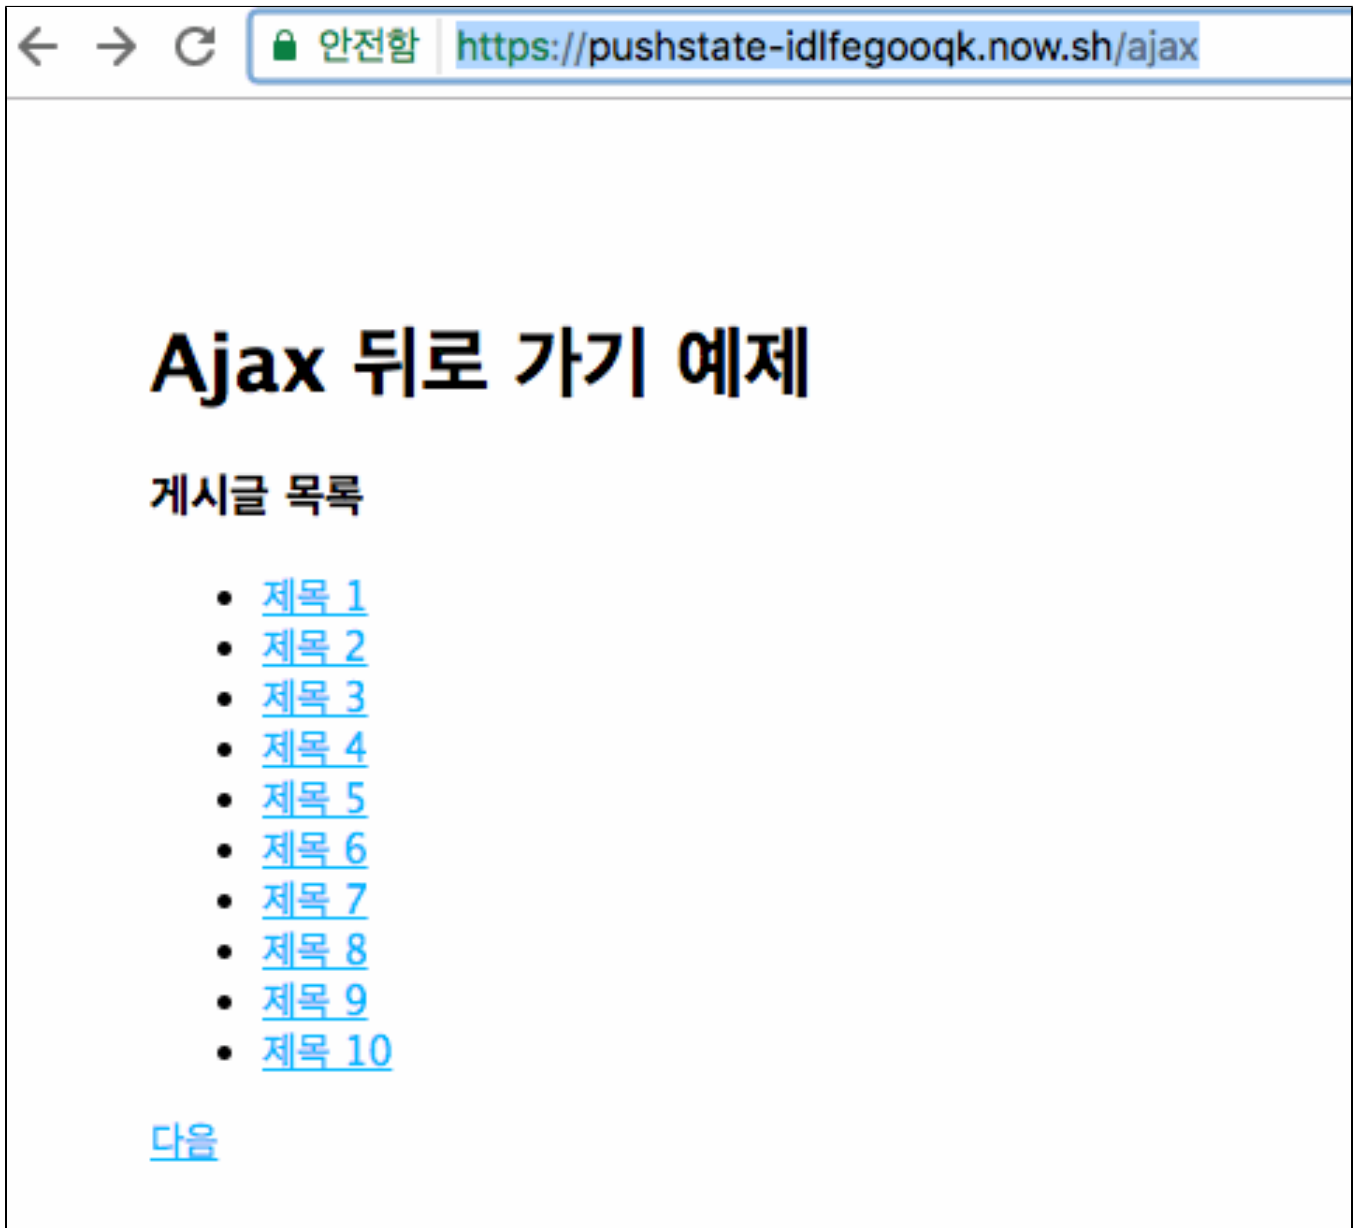 안전함 https://pushstate-idlfegooqk.now.sh/ajax
Ajax 뒤로 가기 예제
게시글 목록
제목 1
제목 2
제목 3
제목 4
제목 5
제목 6
제목 7
제목 8
제목 9
제목 10
다음